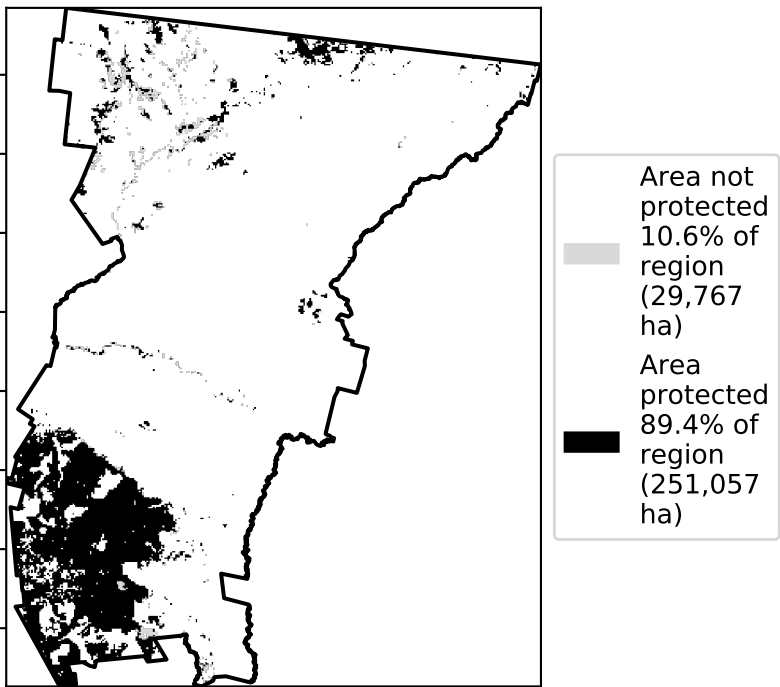 Area not
protected
10.6% of
region
(29,767
ha)
Area
protected
89.4% of
region
(251,057
ha)